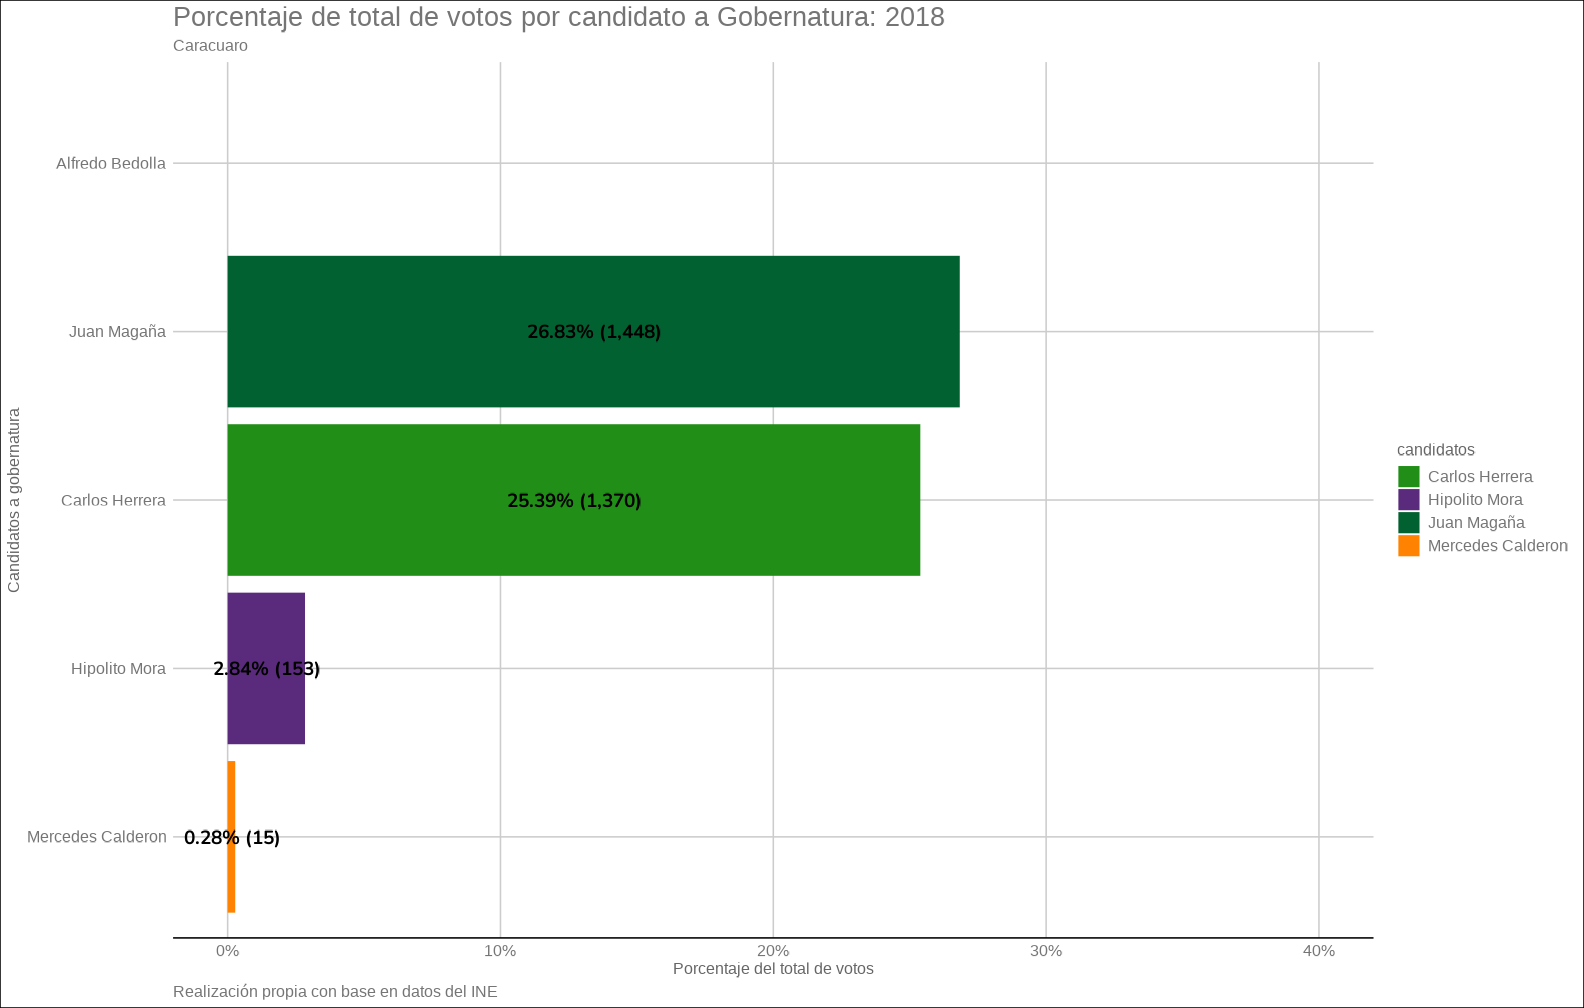 Porcentaje de total de votos por candidato a Gobernatura: 2018
Caracuaro
Candidatos a gobernatura
Alfredo Bedolla
Juan Magaña
26.83% (1,448)
Carlos Herrera
25.39% (1,370)
Hipolito Mora
2.84% (153)
Mercedes Calderon
0.28% (15)
0% 10% 20% 30% 40%
Porcentaje del total de votos
candidatos
Carlos Herrera
Hipolito Mora
Juan Magaña
Mercedes Calderon
Realización propia con base en datos del INE